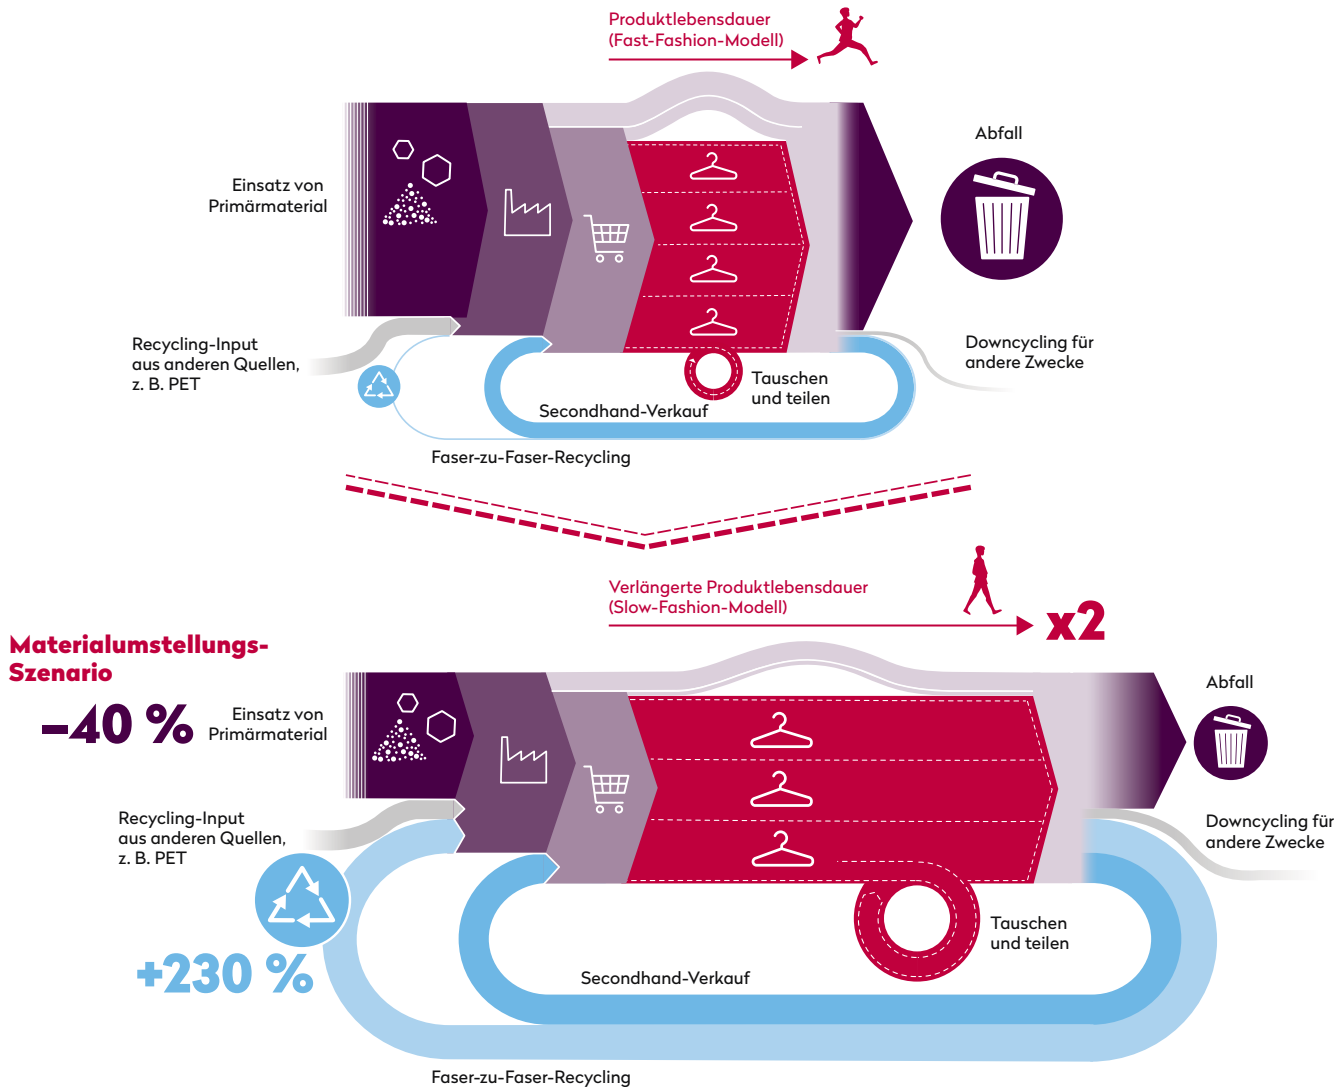 Produktlebensdauer
(Fast-Fashion-Modell)
Abfall
Einsatz von
Primärmaterial
Recycling-Input
aus anderen Quellen,
z. B. PET
Downcycling für
andere Zwecke
Tauschen
und teilen
Secondhand-Verkauf
Faser-zu-Faser-Recycling
Verlängerte Produktlebensdauer
(Slow-Fashion-Modell)
x2
Materialumstellungs-
Szenario
–40 %
Einsatz von
Primärmaterial
Abfall
Recycling-Input
aus anderen Quellen,
z. B. PET
Downcycling für
andere Zwecke
+230 %
Tauschen
und teilen
Secondhand-Verkauf
Faser-zu-Faser-Recycling